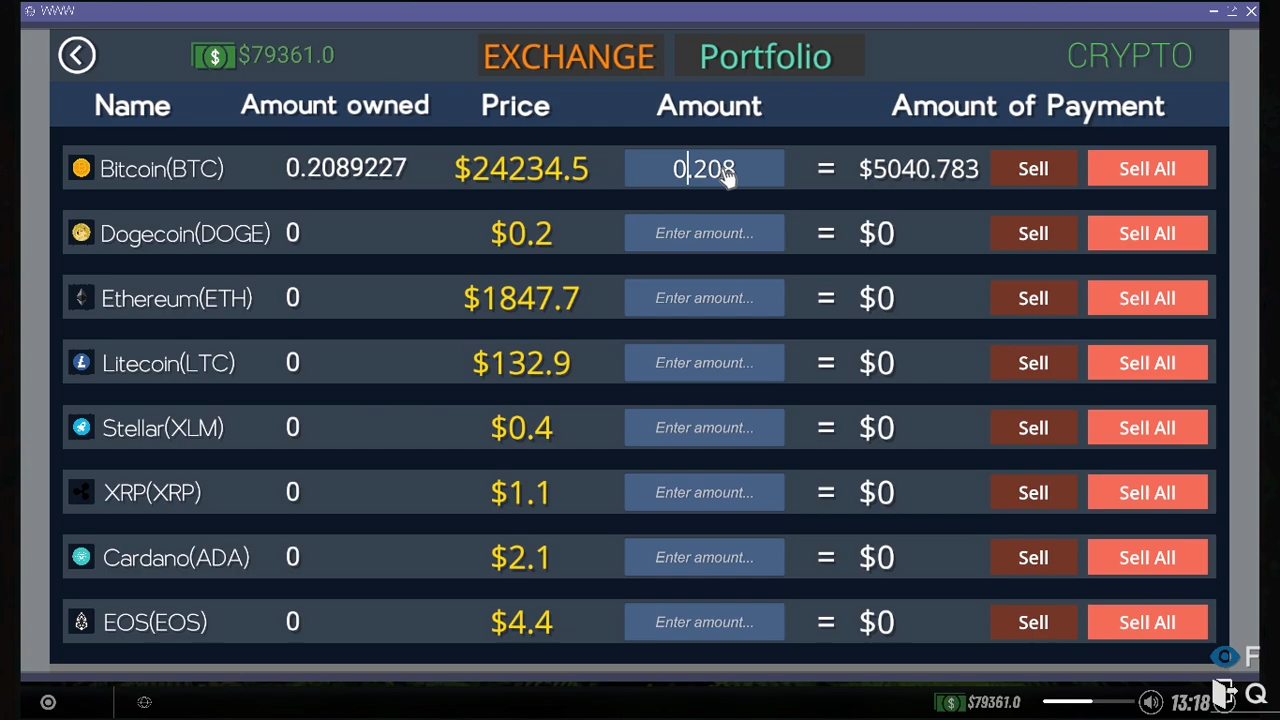 WWW
$79361.0 EXCHANGE Portfolio CRYPTO
Name Amount owned Price Amount Amount of Payment
Bitcoin(BTC) 0.2089227 $24234.5 0.208 = $5040.783 Sell Sell All
Dogecoin(DOGE) 0 $0.2 Enter amount... = $0 Sell Sell All
Ethereum(ETH) 0 $1847.7 Enter amount... = $0 Sell Sell All
Litecoin(LTC) 0 $132.9 Enter amount... = $0 Sell Sell All
Stellar(XLM) 0 $0.4 Enter amount... = $0 Sell Sell All
XRP(XRP) 0 $1.1 Enter amount... = $0 Sell Sell All
Cardano(ADA) 0 $2.1 Enter amount... = $0 Sell Sell All
EOS(EOS) 0 $4.4 Enter amount... = $0 Sell Sell All
F
$79361.0 13:18 Q